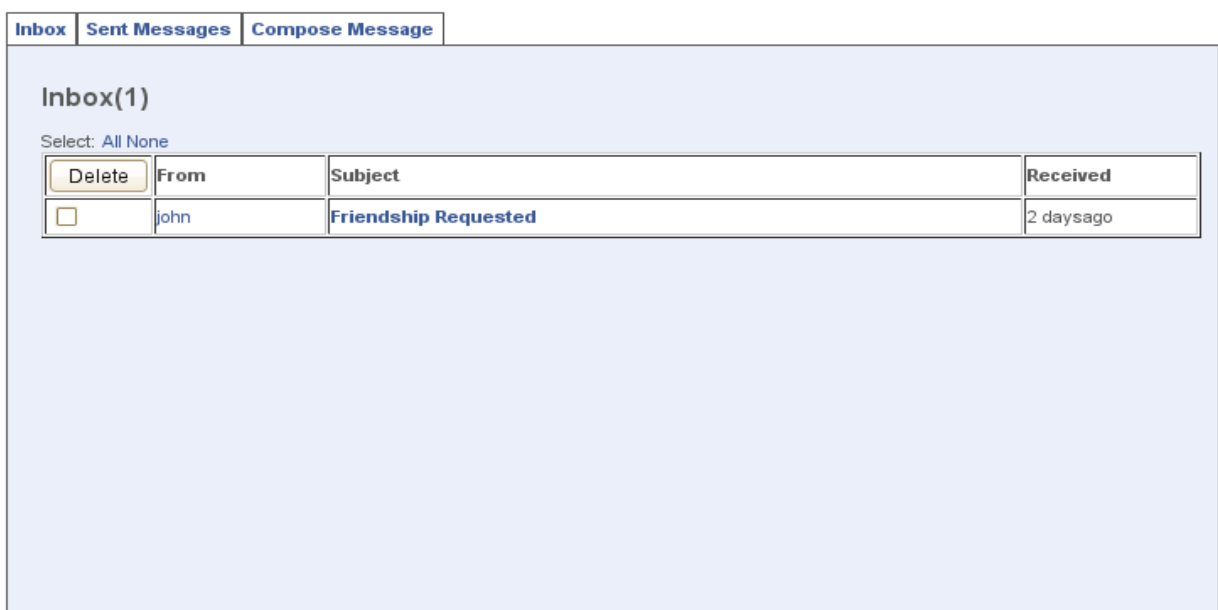 Inbox Sent Messages Compose Message
Inbox(1)
Select: All None
Delete From Subject Received
john Friendship Requested 2 daysago